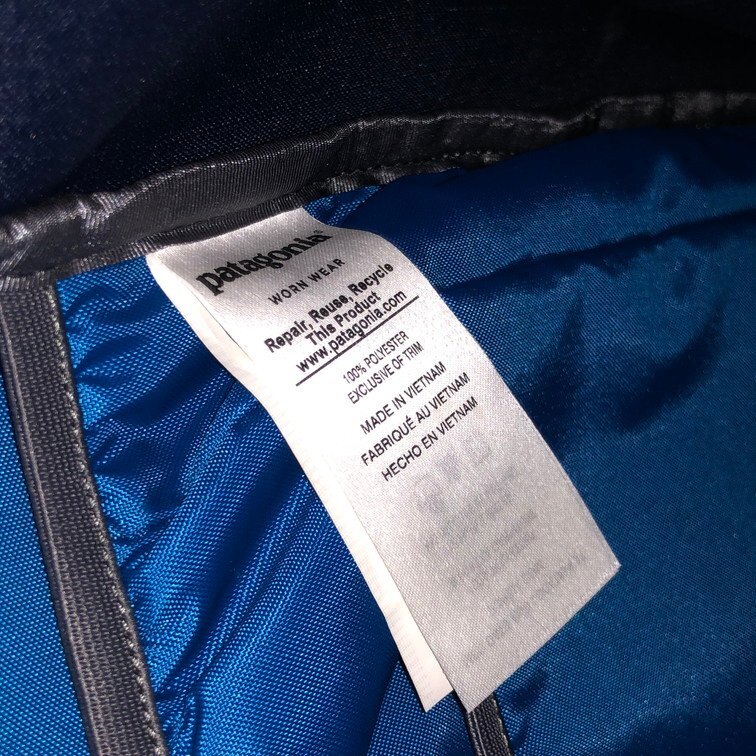 patagonia®
WORN WEAR
Repair, Reuse, Recycle
This Product
www.patagonia.com
100% POLYESTER
EXCLUSIVE OF TRIM
MADE IN VIETNAM
FABRIQUÉ AU VIETNAM
HECHO EN VIETNAM